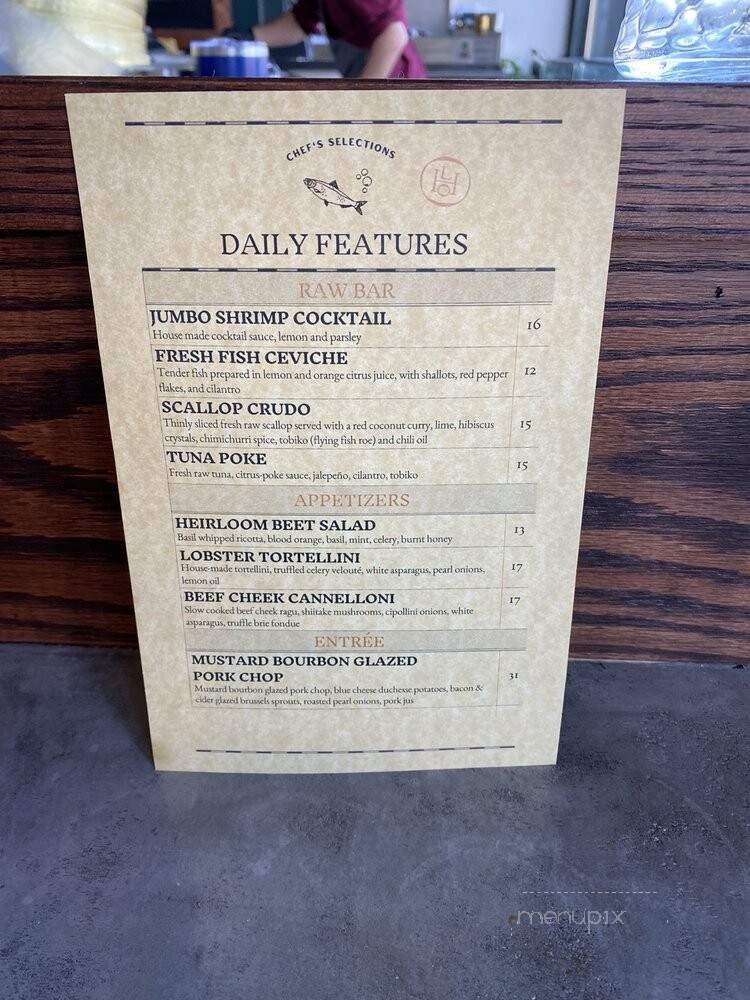 CHEF'S SELECTIONS
DAILY FEATURES
RAW BAR
JUMBO SHRIMP COCKTAIL 16
House made cocktail sauce, lemon and parsley
FRESH FISH CEVICHE 12
Tender fish prepared in lemon and orange citrus juice, with shallots, red pepper
flakes, and cilantro
SCALLOP CRUDO 15
Thinly sliced fresh raw scallop served with a red coconut curry, lime, hibiscus
crystals, chimichurri spice, tobiko (flying fish roe) and chili oil
TUNA POKE 15
Fresh raw tuna, citrus-poke sauce, jalepeño, cilantro, tobiko
APPETIZERS
HEIRLOOM BEET SALAD 13
Basil whipped ricotta, blood orange, basil, mint, celery, burnt honey
LOBSTER TORTELLINI 17
House-made tortellini, truffled celery velouté, white asparagus, pearl onions,
lemon oil
BEEF CHEEK CANNELLONI 17
Slow cooked beef cheek ragu, shiitake mushrooms, cipollini onions, white
asparagus, truffle brie fondue
ENTRÉE
MUSTARD BOURBON GLAZED
PORK CHOP 31
Mustard bourbon glazed pork chop, blue cheese duchesse potatoes, bacon &
cider glazed brussels sprouts, roasted pearl onions, pork jus
menupix